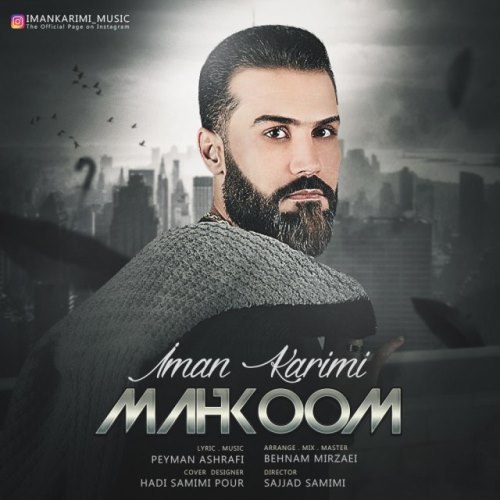 IMANKARIMI_MUSIC
The Official Page on Instagram
Iman Karimi
MAHKOOM
LYRIC . MUSIC
PEYMAN ASHRAFI
ARRANGE . MIX . MASTER
BEHNAM MIRZAEI
COVER DESIGNER
HADI SAMIMI POUR
DIRECTOR
SAJJAD SAMIMI